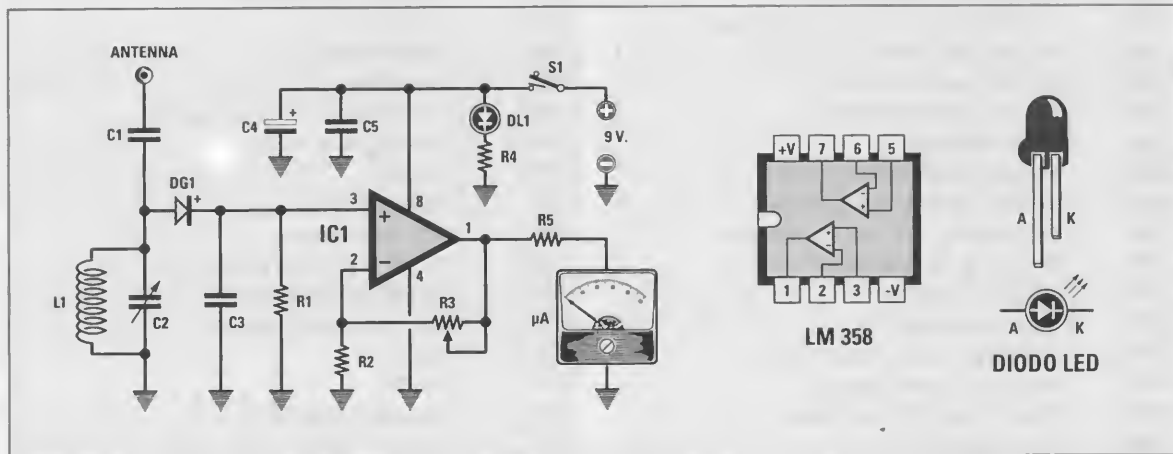 ANTENNA
C1
DG1 +
L1
C2
C3
R1
C4 +
C5
DL1
R4
S1
+
9 V.
−
IC1
3
+
8
1
2
−
4
R2
R3
R5
µA
+V 7 6 5
- +
+ -
1 2 3 -V
LM 358
A K
A K
DIODO LED